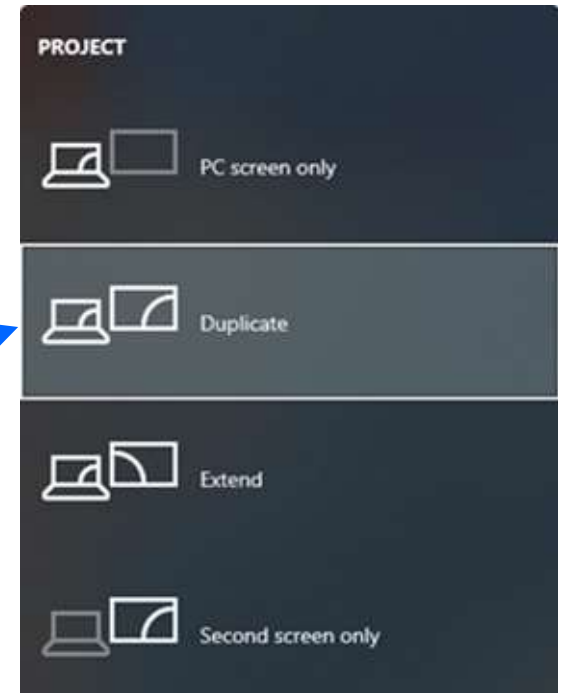 PROJECT
PC screen only
Duplicate
Extend
Second screen only